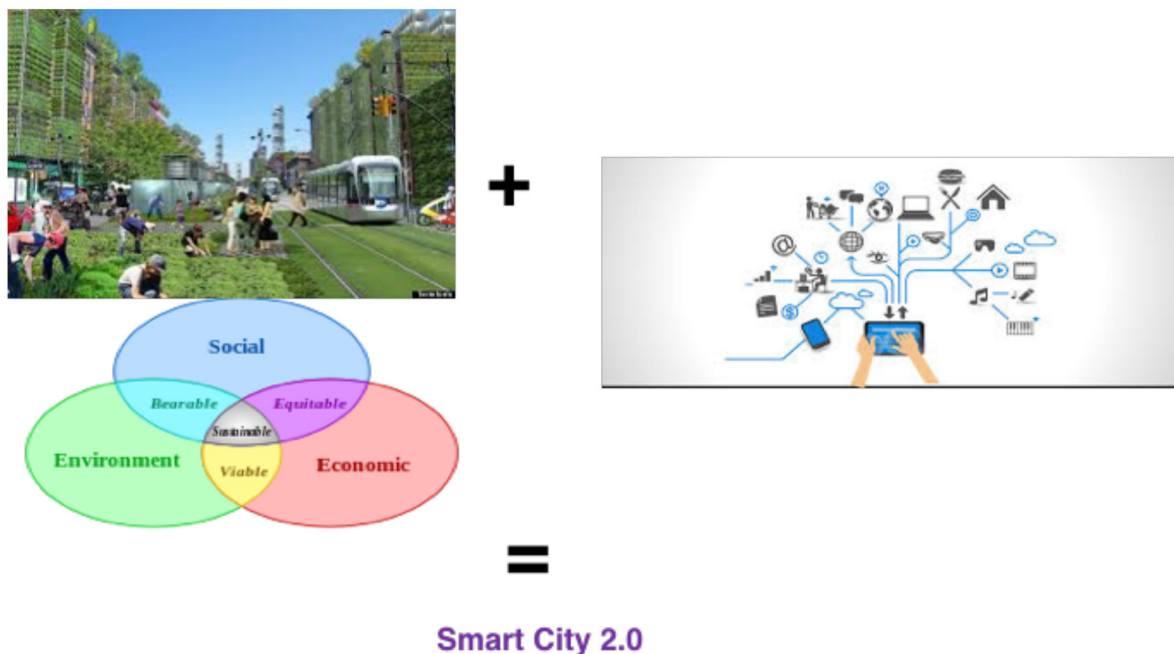 +
Social
Bearable
Equitable
Sustainable
Environment
Viable
Economic
@
$
=
Smart City 2.0